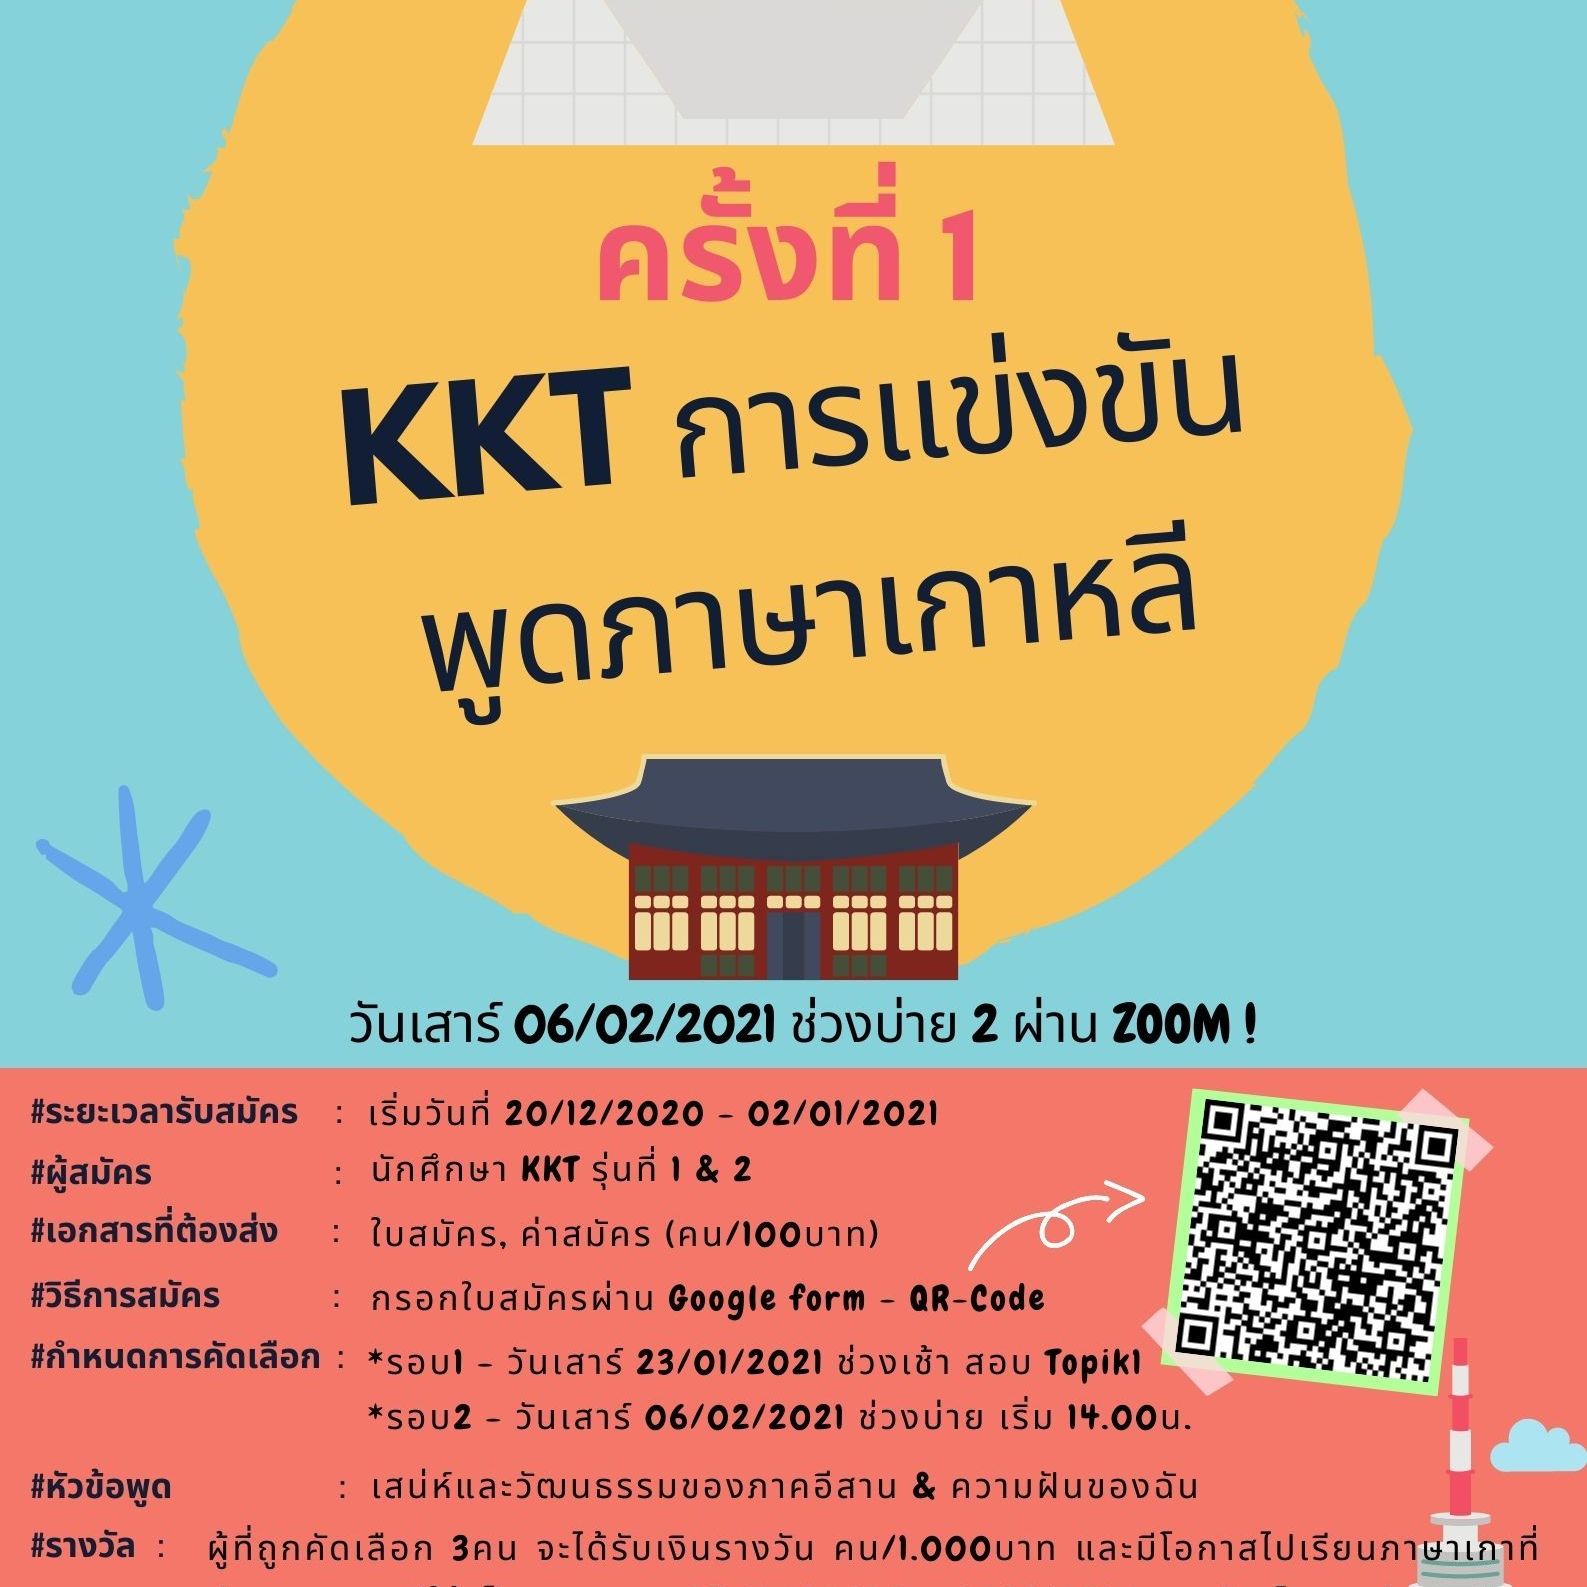 ครั้งที่ 1
KKT การแข่งขัน
พูดภาษาเกาหลี
วันเสาร์ 06/02/2021 ช่วงบ่าย 2 ผ่าน ZOOM !
#ระยะเวลารับสมัคร : เริ่มวันที่ 20/12/2020 - 02/01/2021
#ผู้สมัคร : นักศึกษา KKT รุ่นที่ 1 & 2
#เอกสารที่ต้องส่ง : ใบสมัคร, ค่าสมัคร (คน/100บาท)
#วิธีการสมัคร : กรอกใบสมัครผ่าน Google form - QR-Code
#กำหนดการคัดเลือก : *รอบ1 - วันเสาร์ 23/01/2021 ช่วงเช้า สอบ Topik1
*รอบ2 - วันเสาร์ 06/02/2021 ช่วงบ่าย เริ่ม 14.00น.
#หัวข้อพูด : เสน่ห์และวัฒนธรรมของภาคอีสาน & ความฝันของฉัน
#รางวัล : ผู้ที่ถูกคัดเลือก 3คน จะได้รับเงินรางวัน คน/1.000บาท และมีโอกาสไปเรียนภาษาเกาที่